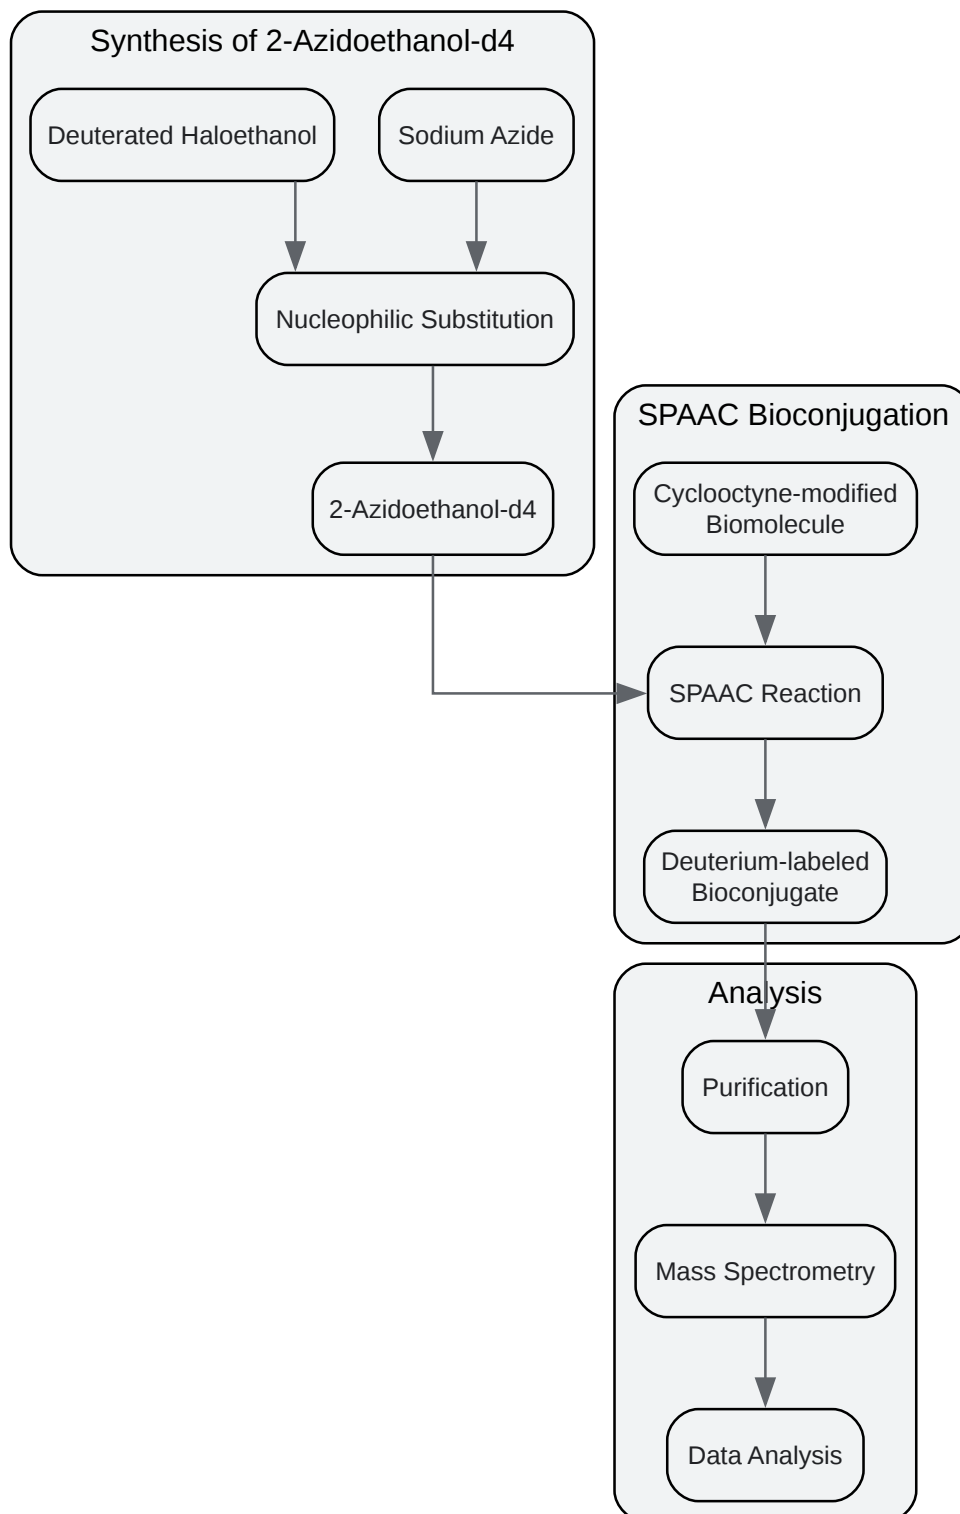 Synthesis of 2-Azidoethanol-d4
Deuterated Haloethanol
Sodium Azide
Nucleophilic Substitution
2-Azidoethanol-d4
SPAAC Bioconjugation
Cyclooctyne-modified
Biomolecule
SPAAC Reaction
Deuterium-labeled
Bioconjugate
Analysis
Purification
Mass Spectrometry
Data Analysis